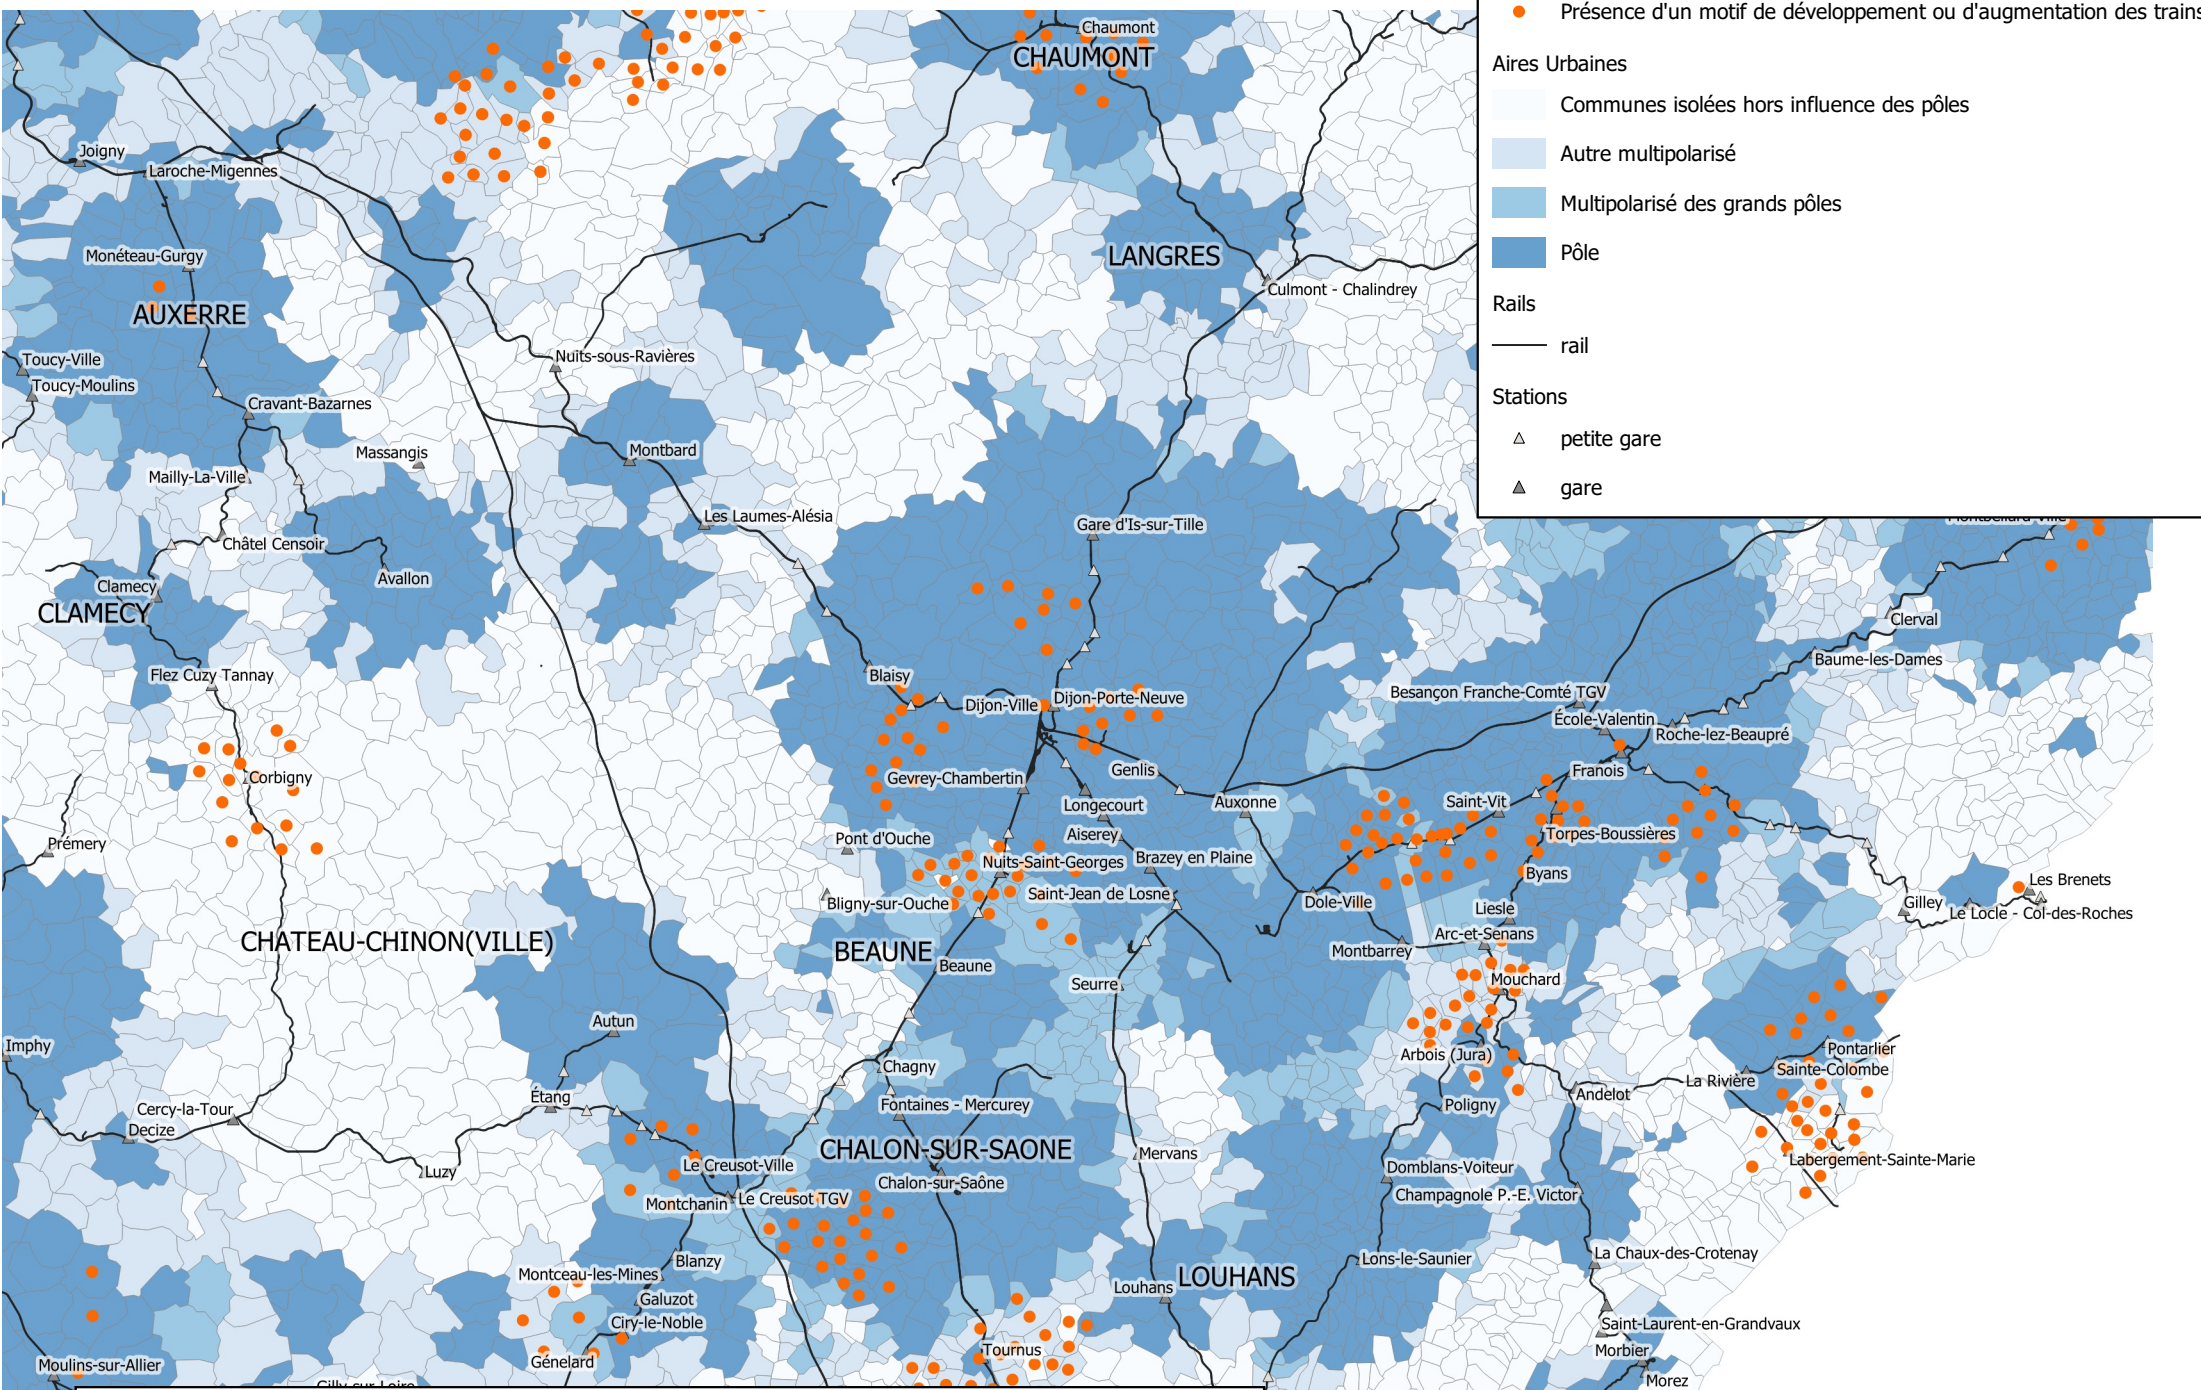 Présence d'un motif de développement ou d'augmentation des trains
Aires Urbaines
Communes isolées hors influence des pôles
Autre multipolarisé
Multipolarisé des grands pôles
Pôle
Rails
rail
Stations
petite gare
gare
Chaumont
CHAUMONT
Joigny
Laroche-Migennes
Monéteau-Gurgy
LANGRES
Culmont - Chalindrey
AUXERRE
Toucy-Ville
Toucy-Moulins
Nuits-sous-Ravières
Cravant-Bazarnes
Massangis
Montbard
Mailly-La-Ville
Les Laumes-Alésia
Gare d'Is-sur-Tille
Montbéliard-Ville
Châtel Censoir
Avallon
Clamecy
CLAMECY
Clerval
Baume-les-Dames
Flez Cuzy Tannay
Blaisy
Dijon-Ville
Dijon-Porte-Neuve
Besançon Franche-Comté TGV
École-Valentin
Roche-lez-Beaupré
Corbigny
Gevrey-Chambertin
Genlis
Franois
Longecourt
Auxonne
Saint-Vit
Aiserey
Torpes-Boussières
Pont d'Ouche
Prémery
Nuits-Saint-Georges
Brazey en Plaine
Byans
Les Brenets
Saint-Jean de Losne
Bligny-sur-Ouche
Dole-Ville
Liesle
Gilley
Le Locle - Col-des-Roches
CHATEAU-CHINON(VILLE)
BEAUNE
Arc-et-Senans
Montbarrey
Beaune
Seurre
Mouchard
Autun
Imphy
Arbois (Jura)
Pontarlier
Sainte-Colombe
Chagny
La Rivière
Étang
Andelot
Fontaines - Mercurey
Poligny
Cercy-la-Tour
Decize
CHALON-SUR-SAONE
Mervans
Labergement-Sainte-Marie
Luzy
Le Creusot-Ville
Domblans-Voiteur
Chalon-sur-Saône
Champagnole P.-E. Victor
Montchanin
Le Creusot TGV
Blanzy
La Chaux-des-Crotenay
Lons-le-Saunier
Montceau-les-Mines
LOUHANS
Louhans
Galuzot
Ciry-le-Noble
Saint-Laurent-en-Grandvaux
Tournus
Morbier
Génelard
Moulins-sur-Allier
Morez
Gilly-sur-Loire